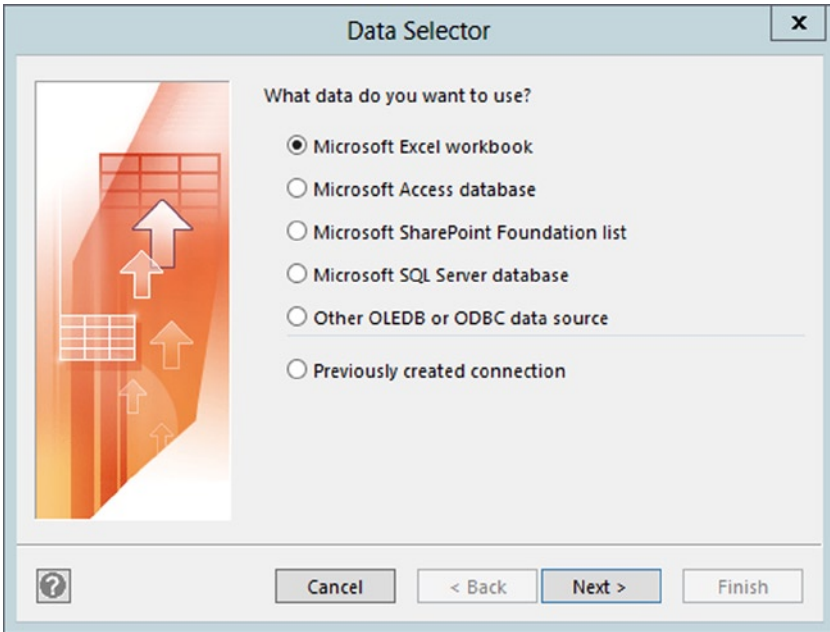 Data Selector
x
What data do you want to use?
Microsoft Excel workbook
Microsoft Access database
Microsoft SharePoint Foundation list
Microsoft SQL Server database
Other OLEDB or ODBC data source
Previously created connection
?
Cancel
< Back
Next >
Finish